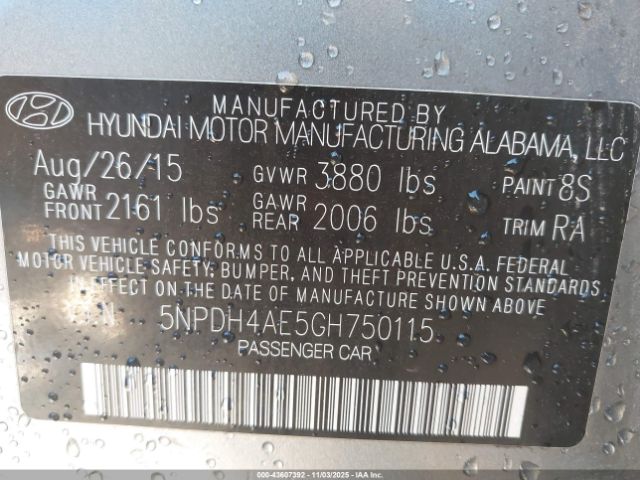 MANUFACTURED BY
HYUNDAI MOTOR MANUFACTURING ALABAMA, LLC
Aug/26/15 GVWR 3880 lbs PAINT 8S
GAWR FRONT 2161 lbs GAWR REAR 2006 lbs TRIM RA
THIS VEHICLE CONFORMS TO ALL APPLICABLE U.S.A. FEDERAL
MOTOR VEHICLE SAFETY, BUMPER, AND THEFT PREVENTION STANDARDS
IN EFFECT ON THE DATE OF MANUFACTURE SHOWN ABOVE
VIN 5NPDH4AE5GH750115
PASSENGER CAR
000-43607392 - 11/03/2025 - COPART